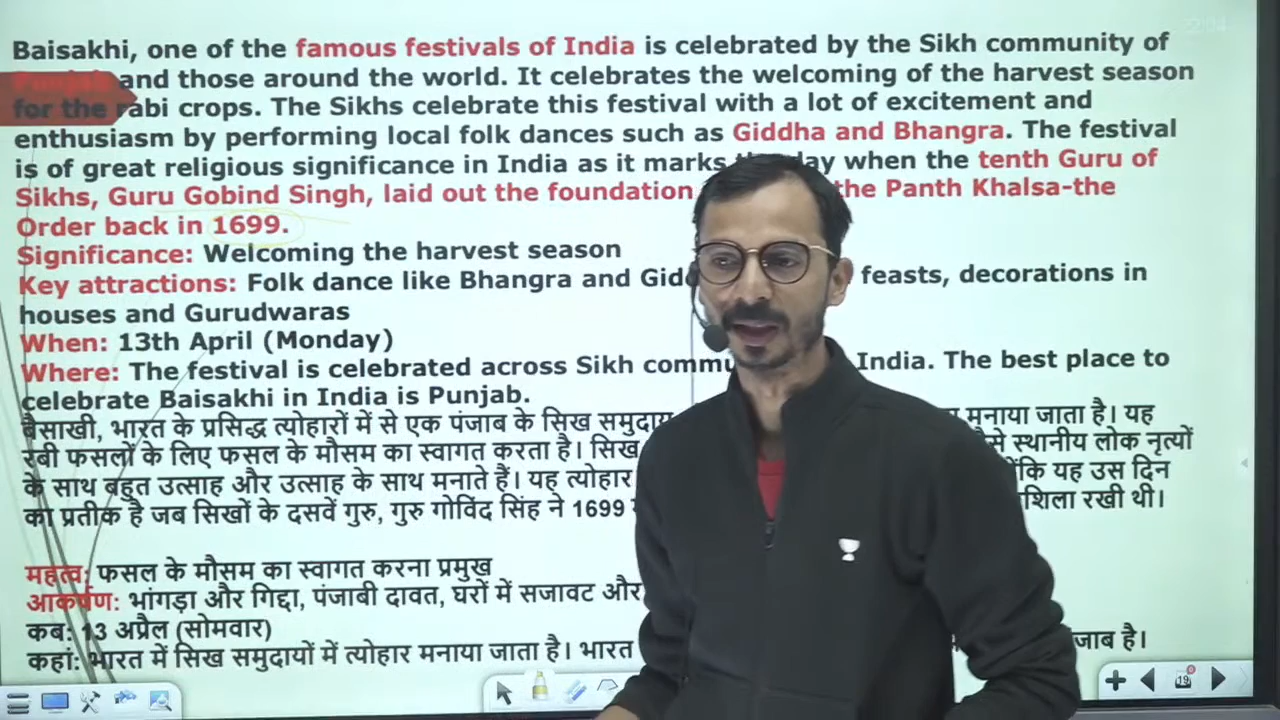 Baisakhi, one of the famous festivals of India is celebrated by the Sikh community of
and those around the world. It celebrates the welcoming of the harvest season
for the rabi crops. The Sikhs celebrate this festival with a lot of excitement and
enthusiasm by performing local folk dances such as Giddha and Bhangra. The festival
is of great religious significance in India as it marks day when the tenth Guru of
Sikhs, Guru Gobind Singh, laid out the foundation the Panth Khalsa-the
Order back in 1699.
Significance: Welcoming the harvest season
Key attractions: Folk dance like Bhangra and feasts, decorations in
houses and Gurudwaras
When: 13th April (Monday)
Where: The festival is celebrated across Sikh India. The best place to
celebrate Baisakhi in India is Punjab.
बैसाखी, भारत के प्रसिद्ध त्योहारों में से एक पंजाब के सिख समुदाय मनाया जाता है। यह
रबी फसलों के लिए फसल के मौसम का स्वागत करता है। सिख स्थानीय लोक नृत्यों
के साथ बहुत उत्साह और उत्साह के साथ मनाते हैं। यह त्योहार यह उस दिन
का प्रतीक है जब सिखों के दसवें गुरु, गुरु गोविंद सिंह ने 1699 रखी थी।
महत्व: फसल के मौसम का स्वागत करना प्रमुख
आकर्षण: भांगड़ा और गिद्दा, पंजाबी दावत, घरों में सजावट और
कब: 13 अप्रैल (सोमवार)
कहां: भारत में सिख समुदायों में त्योहार मनाया जाता है। भारत है।
19